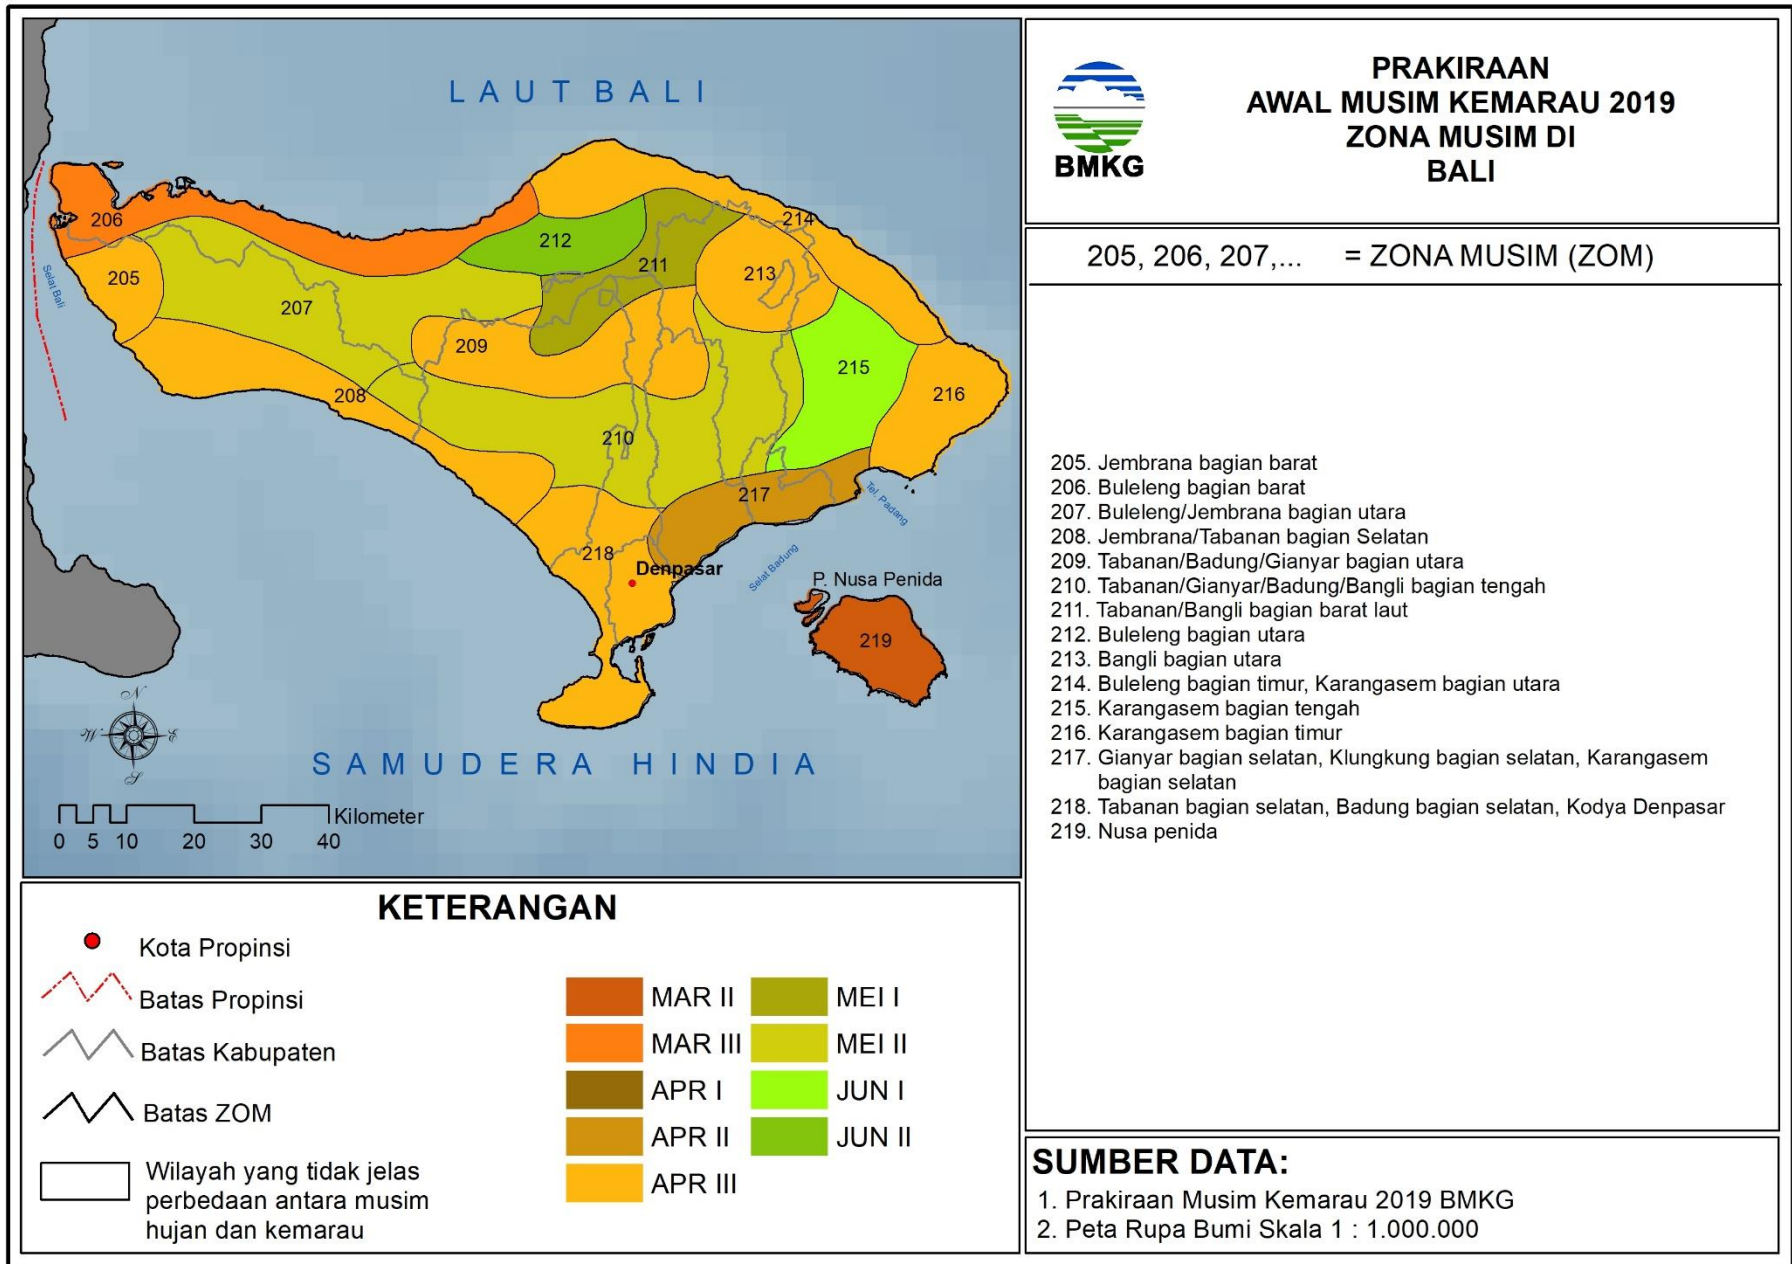 LAUT BALI
206
205
207
212
211
214
213
209
215
208
216
210
217
218
Denpasar
P. Nusa Penida
219
Selat Bali
Tel. Padang
Selat Badung
N
W
E
S
SAMUDERA HINDIA
Kilometer
0 5 10 20 30 40
BMKG
PRAKIRAAN
AWAL MUSIM KEMARAU 2019
ZONA MUSIM DI
BALI
205, 206, 207,... = ZONA MUSIM (ZOM)
205. Jembrana bagian barat
206. Buleleng bagian barat
207. Buleleng/Jembrana bagian utara
208. Jembrana/Tabanan bagian Selatan
209. Tabanan/Badung/Gianyar bagian utara
210. Tabanan/Gianyar/Badung/Bangli bagian tengah
211. Tabanan/Bangli bagian barat laut
212. Buleleng bagian utara
213. Bangli bagian utara
214. Buleleng bagian timur, Karangasem bagian utara
215. Karangasem bagian tengah
216. Karangasem bagian timur
217. Gianyar bagian selatan, Klungkung bagian selatan, Karangasem
bagian selatan
218. Tabanan bagian selatan, Badung bagian selatan, Kodya Denpasar
219. Nusa penida
KETERANGAN
Kota Propinsi
Batas Propinsi
Batas Kabupaten
Batas ZOM
Wilayah yang tidak jelas
perbedaan antara musim
hujan dan kemarau
MAR II
MAR III
APR I
APR II
APR III
MEI I
MEI II
JUN I
JUN II
SUMBER DATA:
1. Prakiraan Musim Kemarau 2019 BMKG
2. Peta Rupa Bumi Skala 1 : 1.000.000